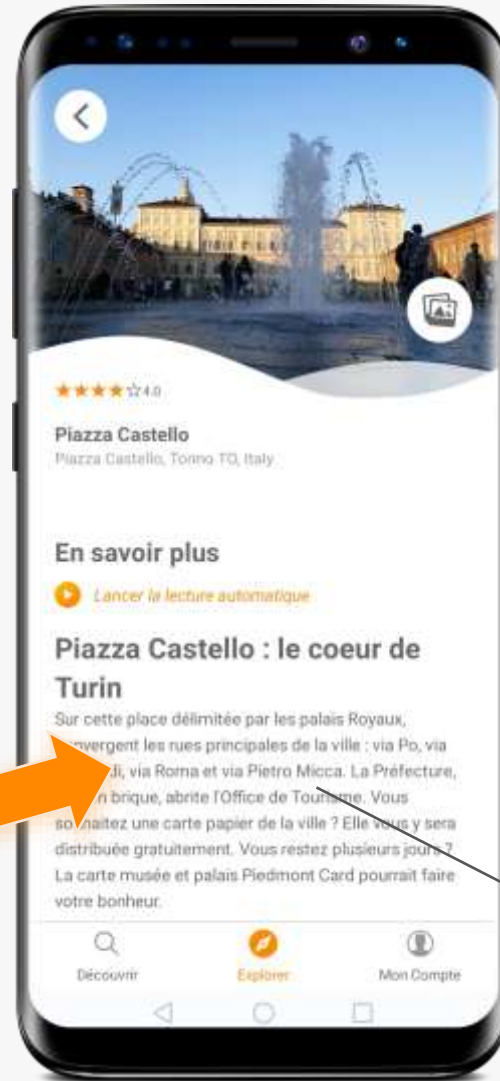 4.0
Piazza Castello
Piazza Castello, Torino TO, Italy
En savoir plus
Lancer la lecture automatique
Piazza Castello : le coeur de
Turin
Sur cette place délimitée par les palais Royaux,
convergent les rues principales de la ville : via Po, via
via Roma et via Pietro Micca. La Préfecture,
brique, abrite l'Office de Tourisme. Vous
souhaitez une carte papier de la ville ? Elle vous y sera
distribuée gratuitement. Vous restez plusieurs jours ?
La carte musée et palais Piedmont Card pourrait faire
votre bonheur.
Découvrir
Explorer
Mon Compte